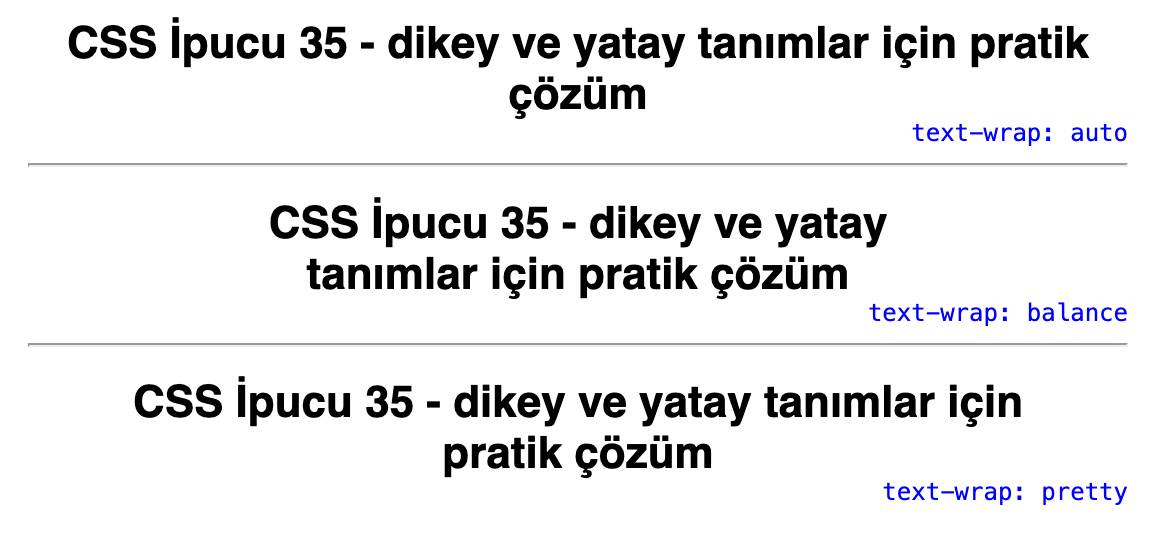 CSS İpucu 35 - dikey ve yatay tanımlar için pratik
çözüm
text-wrap: auto
CSS İpucu 35 - dikey ve yatay
tanımlar için pratik çözüm
text-wrap: balance
CSS İpucu 35 - dikey ve yatay tanımlar için
pratik çözüm
text-wrap: pretty